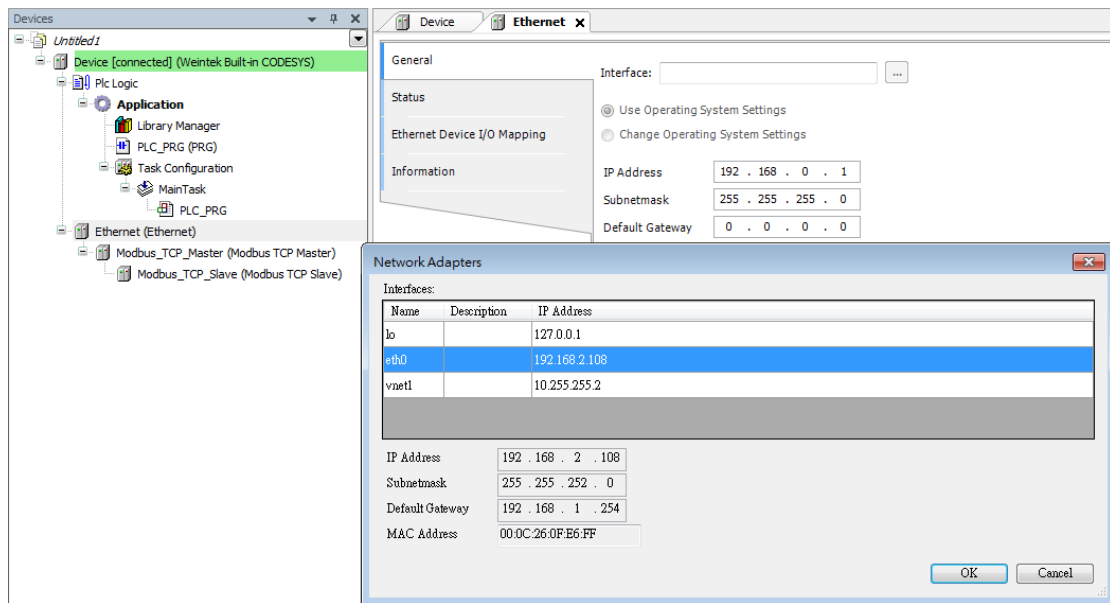 Devices
Untitled1
Device [connected] (Weintek Built-in CODESYS)
Plc Logic
Application
Library Manager
PLC_PRG (PRG)
Task Configuration
MainTask
PLC_PRG
Ethernet (Ethernet)
Modbus_TCP_Master (Modbus TCP Master)
Modbus_TCP_Slave (Modbus TCP Slave)
Device
Ethernet
General
Status
Ethernet Device I/O Mapping
Information
Interface:
...
Use Operating System Settings
Change Operating System Settings
IP Address 192 . 168 . 0 . 1
Subnetmask 255 . 255 . 255 . 0
Default Gateway 0 . 0 . 0 . 0
Network Adapters
Interfaces:
Name Description IP Address
lo 127.0.0.1
eth0 192.168.2.108
vnet1 10.255.255.2
IP Address 192 . 168 . 2 . 108
Subnetmask 255 . 255 . 252 . 0
Default Gateway 192 . 168 . 1 . 254
MAC Address 00:0C:26:0F:E6:FF
OK Cancel